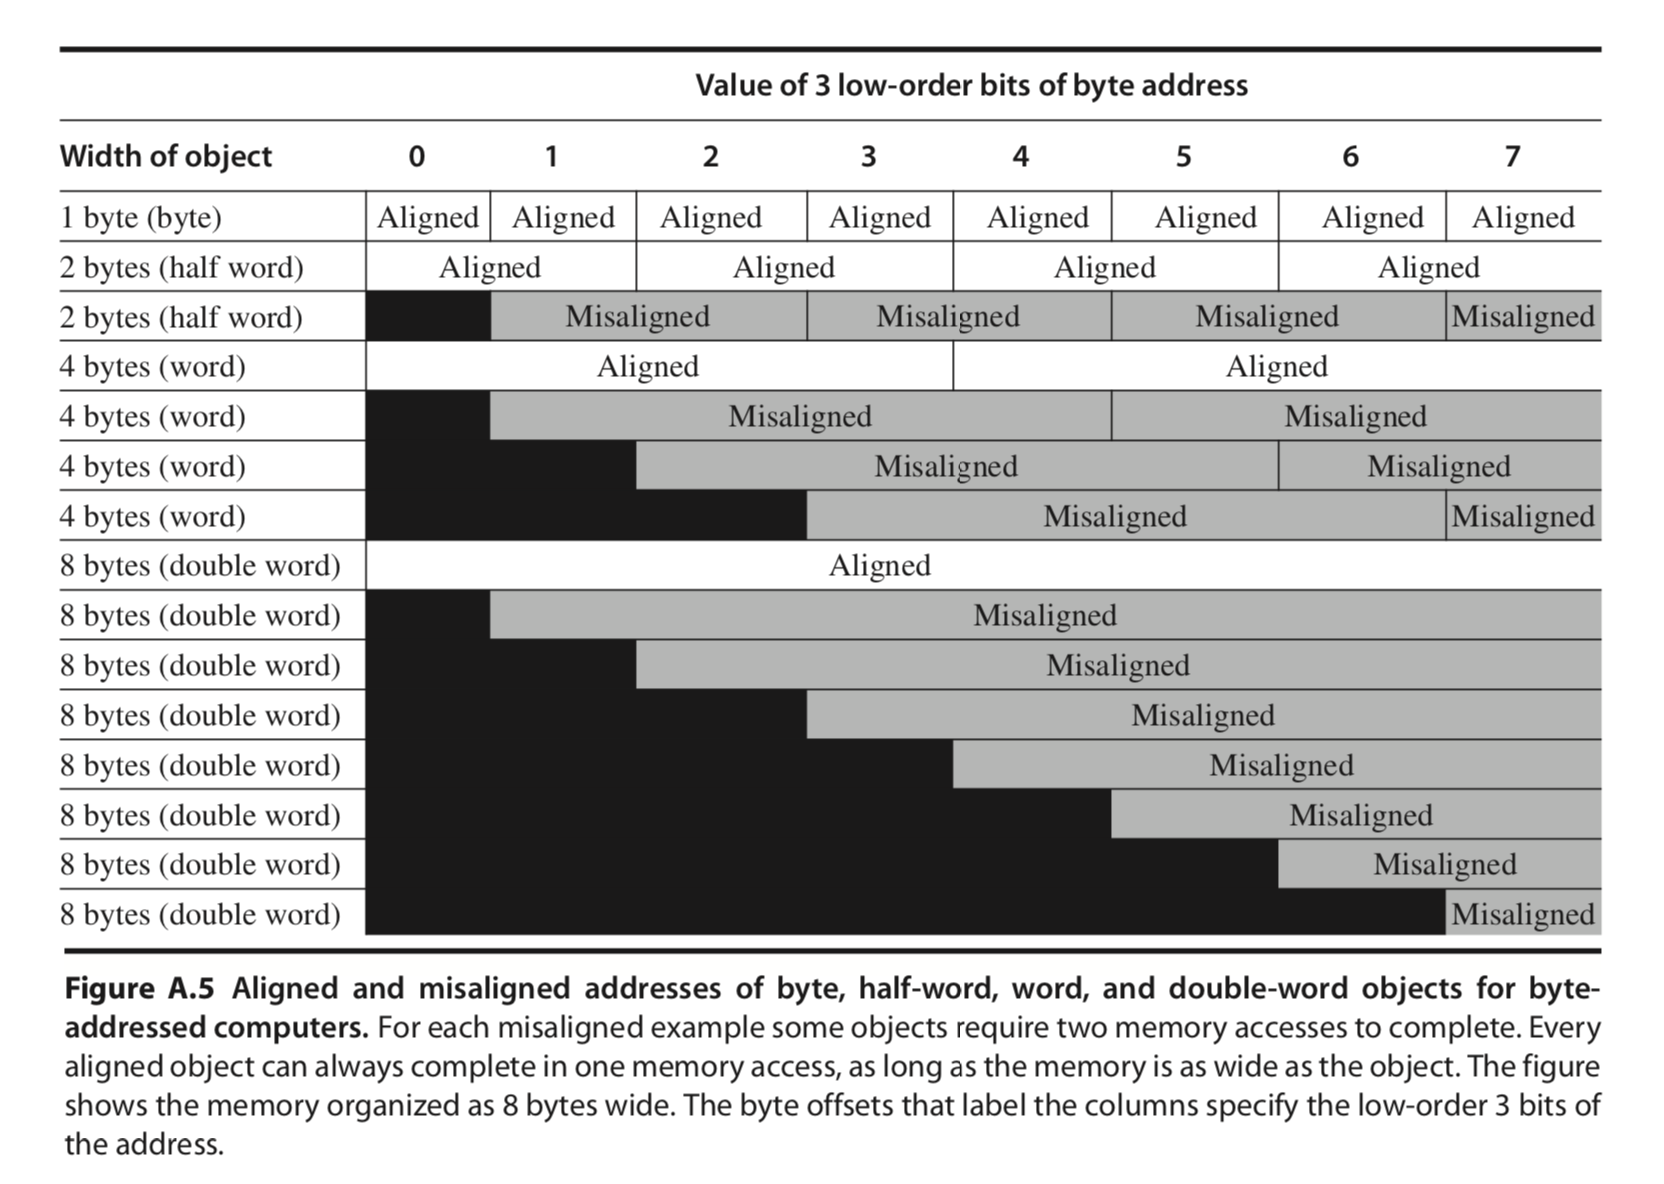 Value of 3 low-order bits of byte address
Width of object 0 1 2 3 4 5 6 7
1 byte (byte) Aligned Aligned Aligned Aligned Aligned Aligned Aligned Aligned
2 bytes (half word) Aligned Aligned Aligned Aligned
2 bytes (half word) Misaligned Misaligned Misaligned Misaligned
4 bytes (word) Aligned Aligned
4 bytes (word) Misaligned Misaligned
4 bytes (word) Misaligned Misaligned
4 bytes (word) Misaligned Misaligned
8 bytes (double word) Aligned
8 bytes (double word) Misaligned
8 bytes (double word) Misaligned
8 bytes (double word) Misaligned
8 bytes (double word) Misaligned
8 bytes (double word) Misaligned
8 bytes (double word) Misaligned
8 bytes (double word) Misaligned
Figure A.5 Aligned and misaligned addresses of byte, half-word, word, and double-word objects for byte-
addressed computers. For each misaligned example some objects require two memory accesses to complete. Every
aligned object can always complete in one memory access, as long as the memory is as wide as the object. The figure
shows the memory organized as 8 bytes wide. The byte offsets that label the columns specify the low-order 3 bits of
the address.